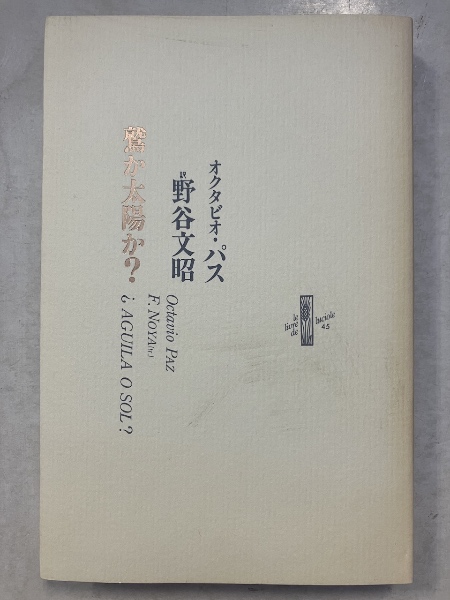 オクタビオ・パス
訳 野谷文昭
鷲か太陽か?
Octavio PAZ
F. NOYA(tr.)
¿ AGUILA O SOL ?
le livre de luciole
45